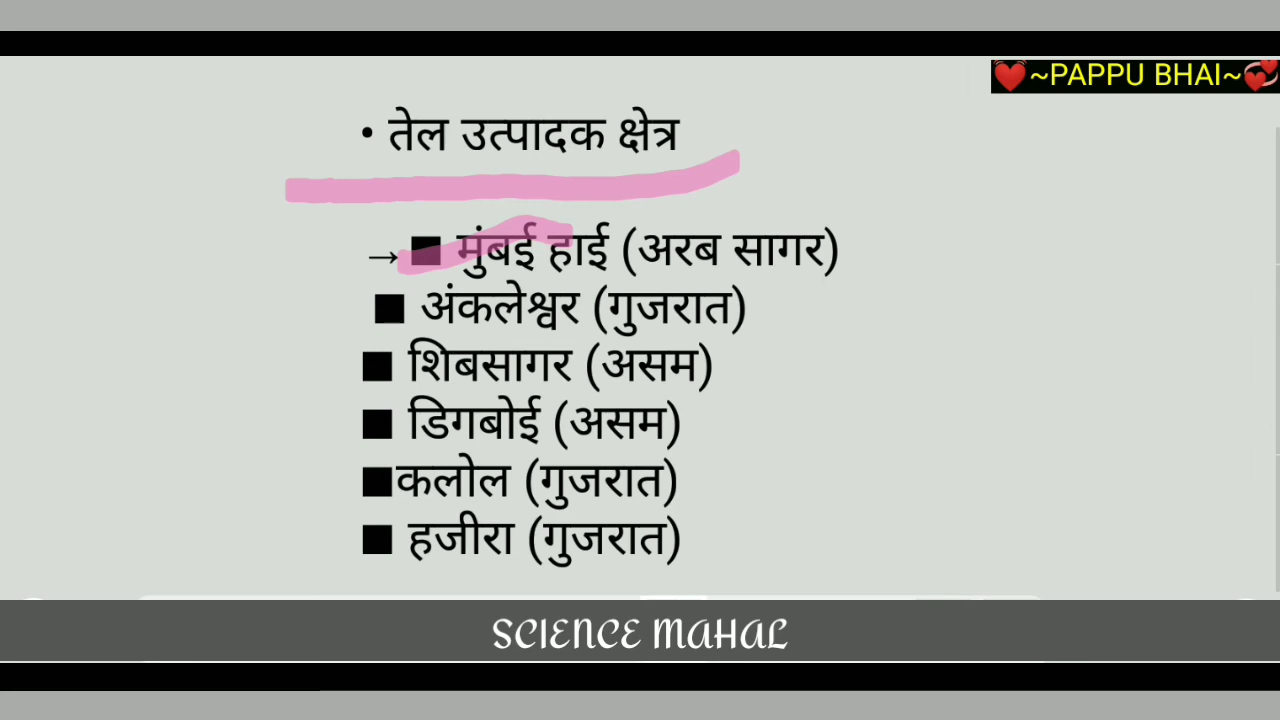 ❤️~PAPPU BHAI~💞
• तेल उत्पादक क्षेत्र
→■ मुंबई हाई (अरब सागर)
■ अंकलेश्वर (गुजरात)
■ शिबसागर (असम)
■ डिगबोई (असम)
■कलोल (गुजरात)
■ हजीरा (गुजरात)
SCIENCE MAHAL